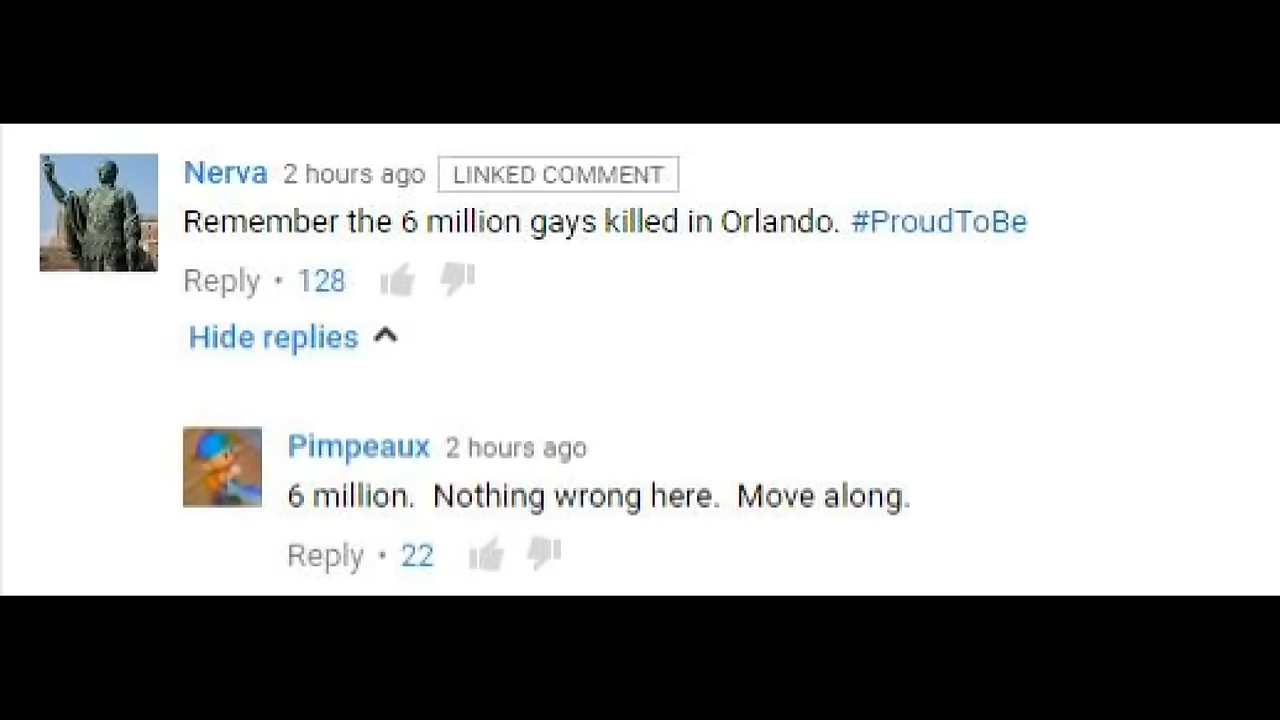 Nerva 2 hours ago LINKED COMMENT
Remember the 6 million gays killed in Orlando. #ProudToBe
Reply • 128
Hide replies
Pimpeaux 2 hours ago
6 million. Nothing wrong here. Move along.
Reply • 22